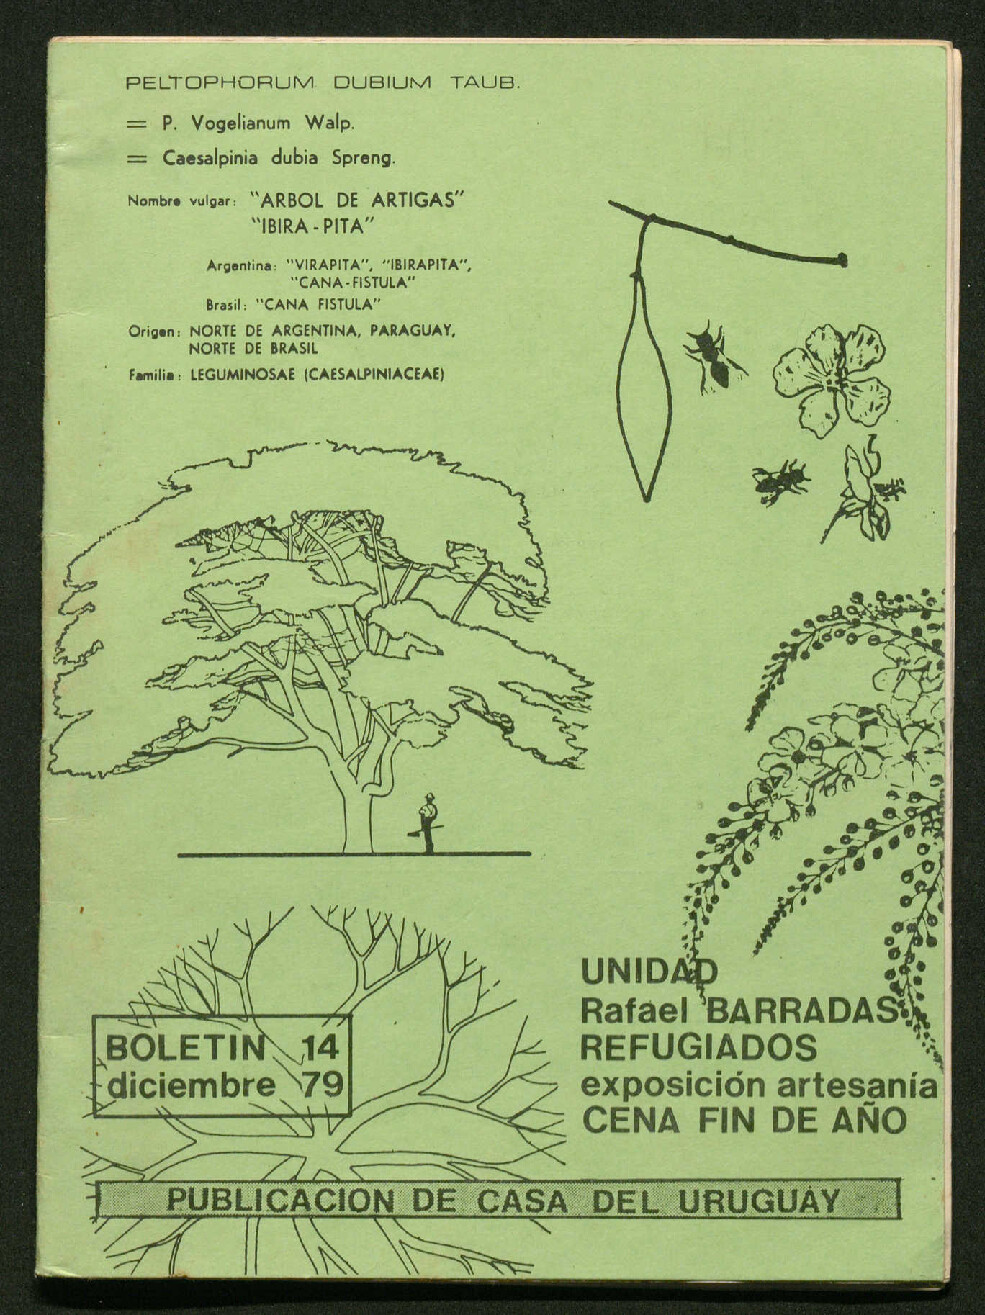 PELTOPHORUM DUBIUM TAUB.
= P. Vogelianum Walp.
= Caesalpinia dubia Spreng.
Nombre vulgar: "ARBOL DE ARTIGAS"
"IBIRA-PITA"
Argentina: "VIRAPITA", "IBIRAPITA",
"CANA-FISTULA"
Brasil: "CANA FISTULA"
Origen: NORTE DE ARGENTINA, PARAGUAY,
NORTE DE BRASIL
Familia: LEGUMINOSAE (CAESALPINIACEAE)
UNIDAD
Rafael BARRADAS
REFUGIADOS
exposición artesanía
CENA FIN DE AÑO
BOLETIN 14
diciembre 79
PUBLICACION DE CASA DEL URUGUAY